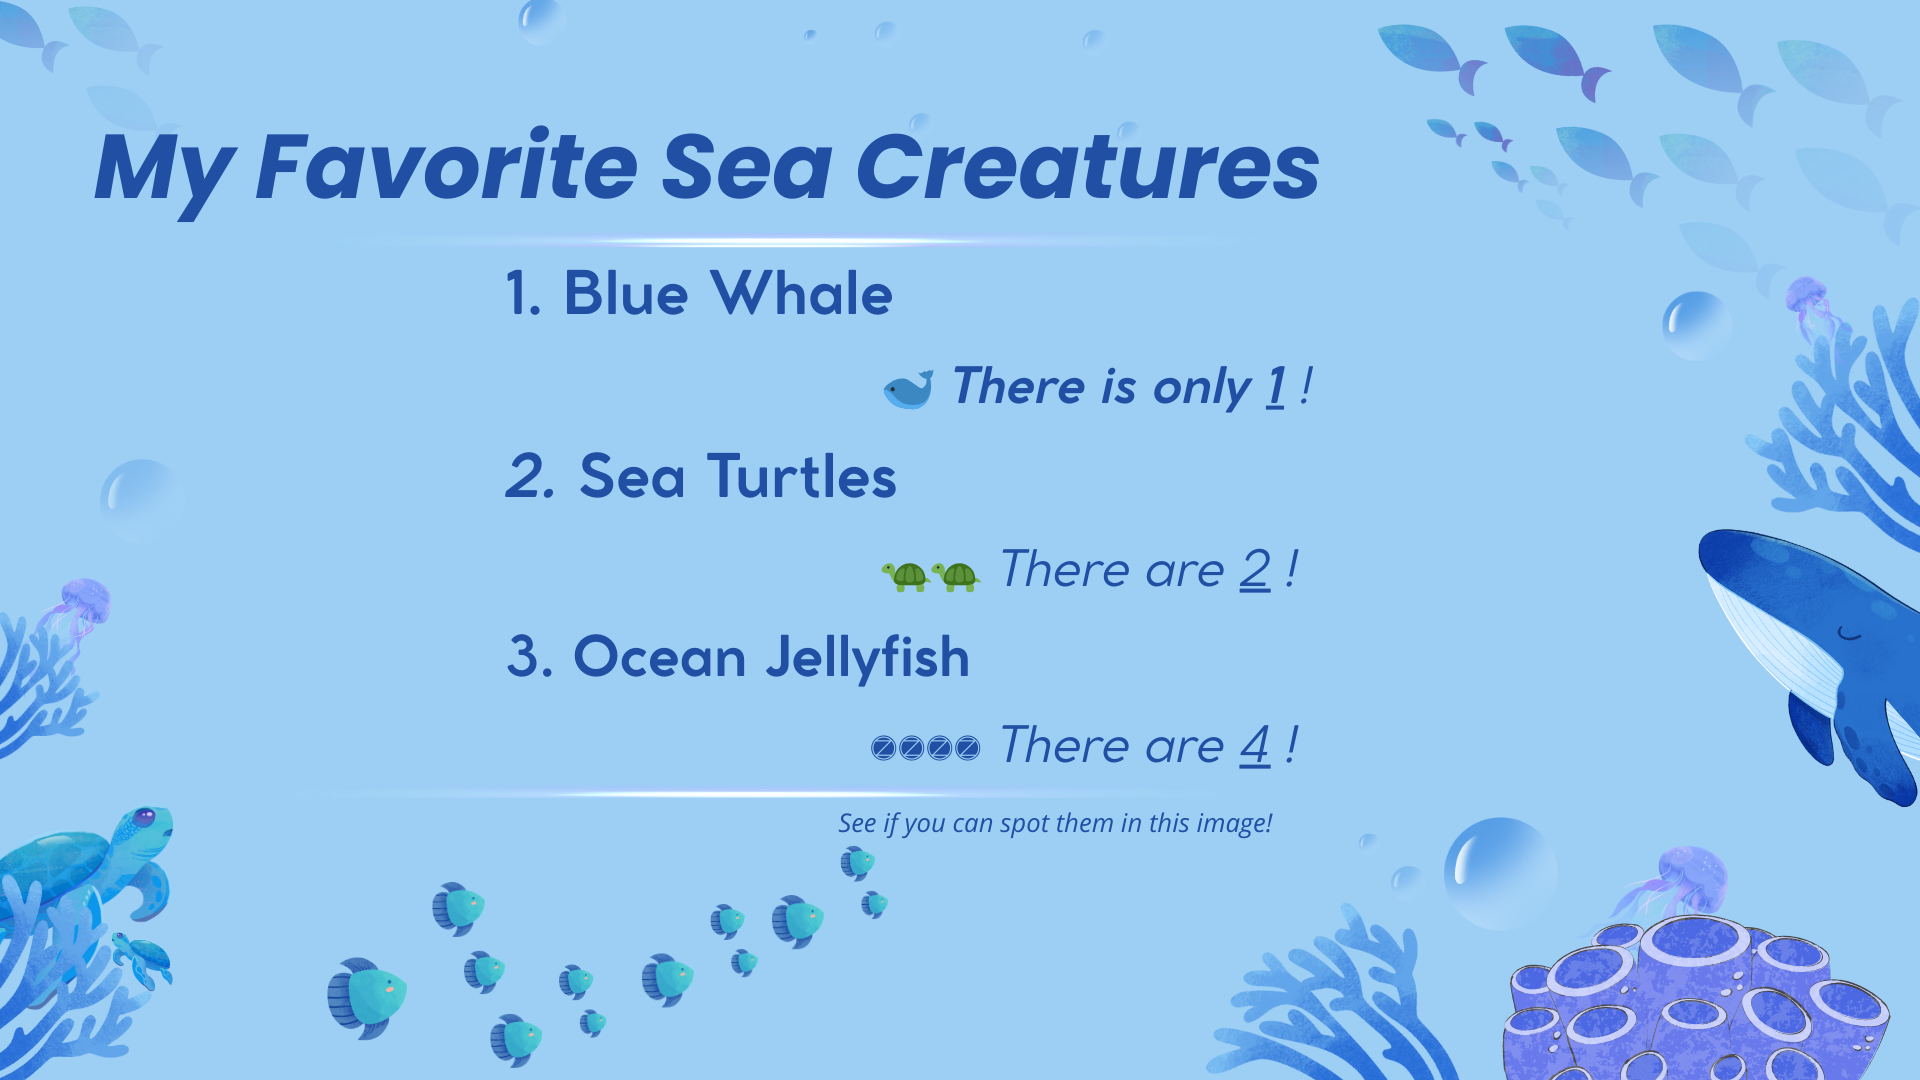 My Favorite Sea Creatures
1. Blue Whale
🐳 There is only 1 !
2. Sea Turtles
🐢🐢 There are 2 !
3. Ocean Jellyfish
There are 4 !
See if you can spot them in this image!